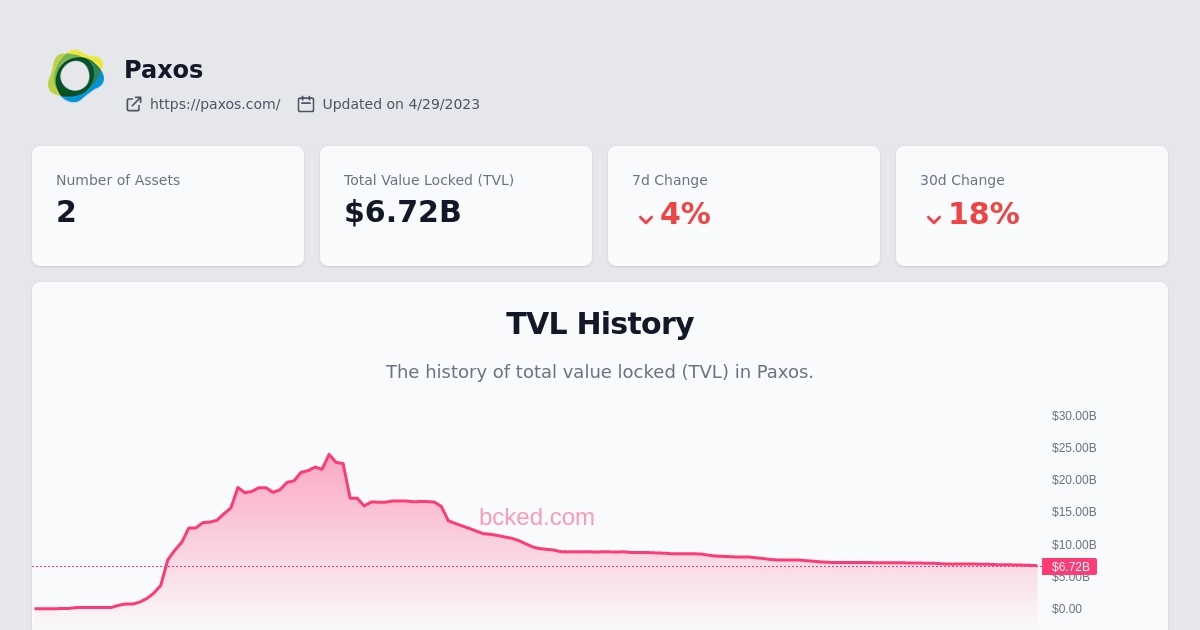 Paxos
https://paxos.com/ Updated on 4/29/2023
Number of Assets
2
Total Value Locked (TVL)
$6.72B
7d Change
4%
30d Change
18%
TVL History
The history of total value locked (TVL) in Paxos.
$30.00B
$25.00B
$20.00B
$15.00B
bcked.com
$10.00B
$6.72B
$5.00B
$0.00